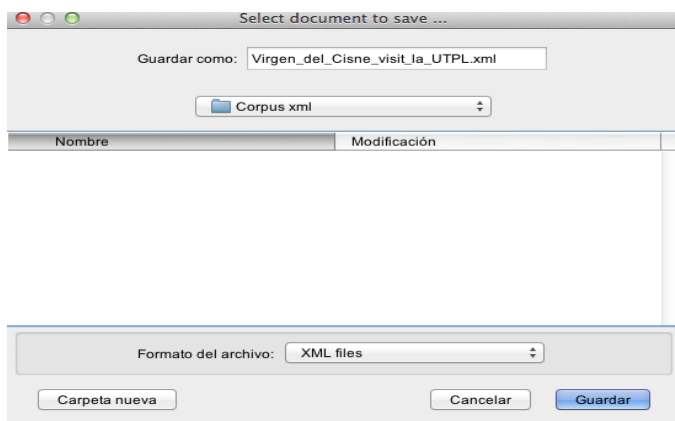 Select document to save ...
Guardar como: Virgen_del_Cisne_visit_la_UTPL.xml
Corpus xml
Nombre Modificación
Formato del archivo: XML files
Carpeta nueva Cancelar Guardar